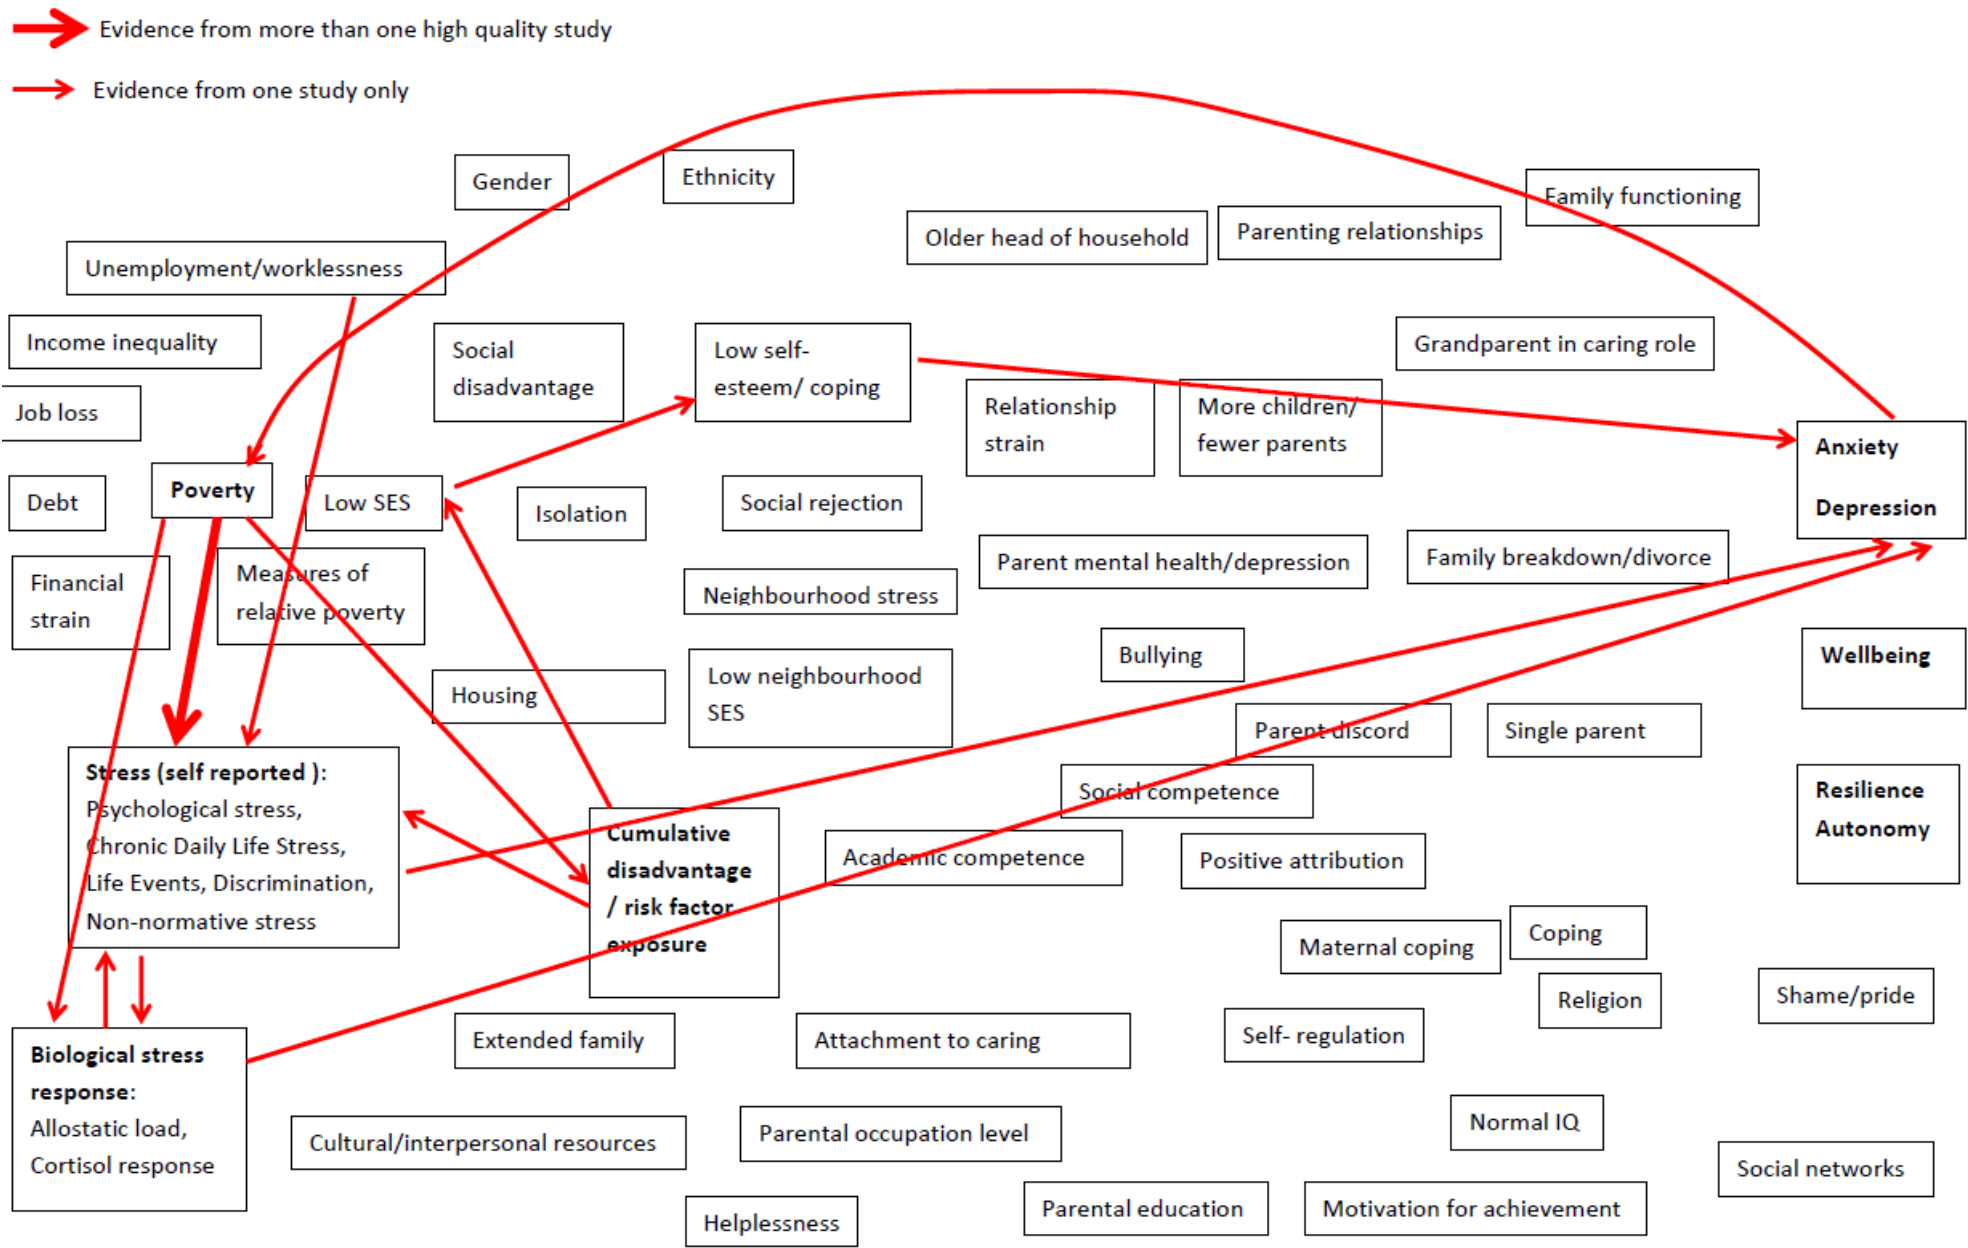 Evidence from more than one high quality study
Evidence from one study only
Gender
Ethnicity
Family functioning
Older head of household
Parenting relationships
Unemployment/worklessness
Income inequality
Social
disadvantage
Low self-
esteem/ coping
Grandparent in caring role
Job loss
Relationship
strain
More children/
fewer parents
Anxiety
Depression
Debt
Poverty
Low SES
Isolation
Social rejection
Financial
strain
Measures of
relative poverty
Neighbourhood stress
Parent mental health/depression
Family breakdown/divorce
Housing
Low neighbourhood
SES
Bullying
Wellbeing
Parent discord
Single parent
Stress (self reported ):
Psychological stress,
Chronic Daily Life Stress,
Life Events, Discrimination,
Non-normative stress
Social competence
Resilience
Autonomy
Cumulative
disadvantage
/ risk factor
exposure
Academic competence
Positive attribution
Maternal coping
Coping
Religion
Shame/pride
Biological stress
response:
Allostatic load,
Cortisol response
Extended family
Attachment to caring
Self- regulation
Cultural/interpersonal resources
Parental occupation level
Normal IQ
Social networks
Helplessness
Parental education
Motivation for achievement